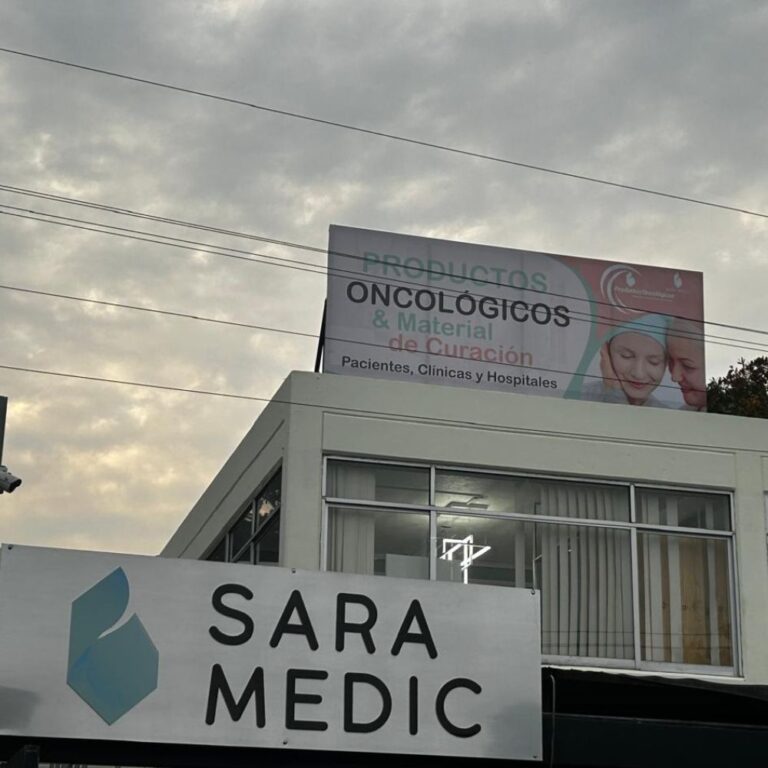 PRODUCTOS
ONCOLÓGICOS
& Material
de Curación
Pacientes, Clínicas y Hospitales
SARA
MEDIC